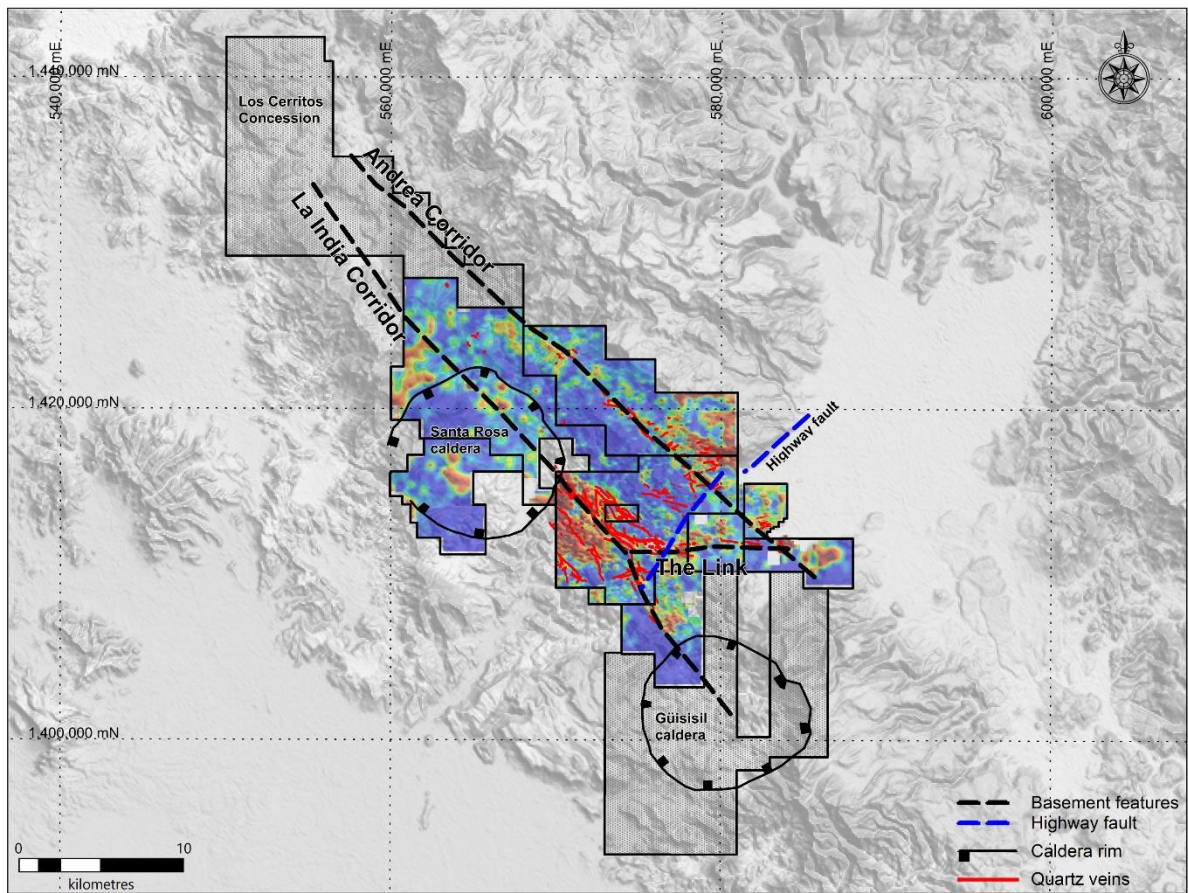 540,000 mE
560,000 mE
580,000 mE
600,000 mE
1,440,000 mN
Los Cerritos
Concession
Andrea Corridor
La India Corridor
1,420,000 mN
Santa Rosa
caldera
Highway fault
The Link
Güisisil
caldera
1,400,000 mN
Basement features
Highway fault
Caldera rim
Quartz veins
0
10
kilometres